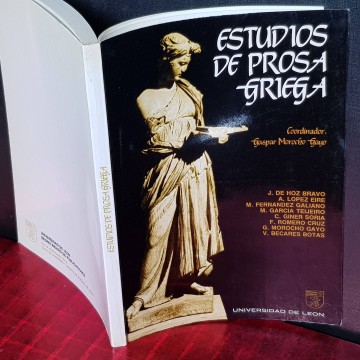 ESTUDIOS
DE PROSA
GRIEGA
Coordinador:
Gaspar Morocho Gayo
J. DE HOZ BRAVO
A. LOPEZ EIRE
M. FERNANDEZ GALIANO
M. GARCIA TEIJEIRO
C. GINER SORIA
F. ROMERO CRUZ
G. MOROCHO GAYO
V. BECARES BOTAS
UNIVERSIDAD DE LEON
ESTUDIOS DE PROSA GRIEGA